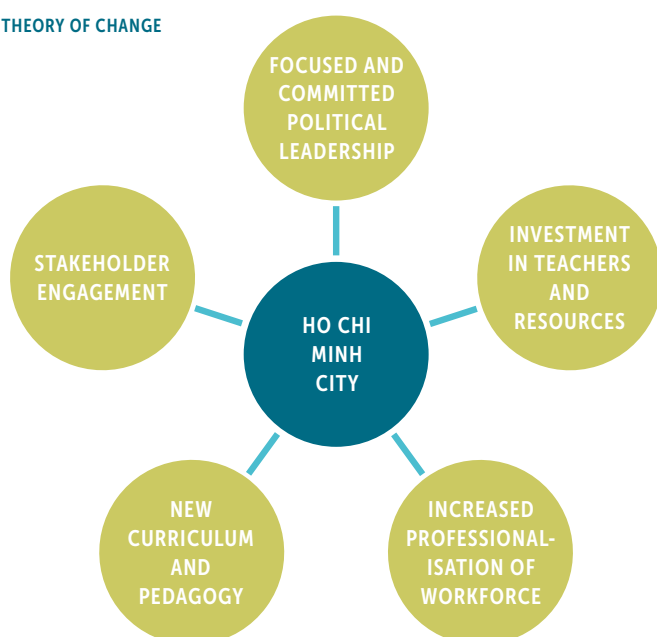 THEORY OF CHANGE
FOCUSED AND
COMMITTED
POLITICAL
LEADERSHIP
INVESTMENT
IN TEACHERS
AND
RESOURCES
STAKEHOLDER
ENGAGEMENT
HO CHI
MINH
CITY
NEW
CURRICULUM
AND
PEDAGOGY
INCREASED
PROFESSIONAL-
ISATION OF
WORKFORCE